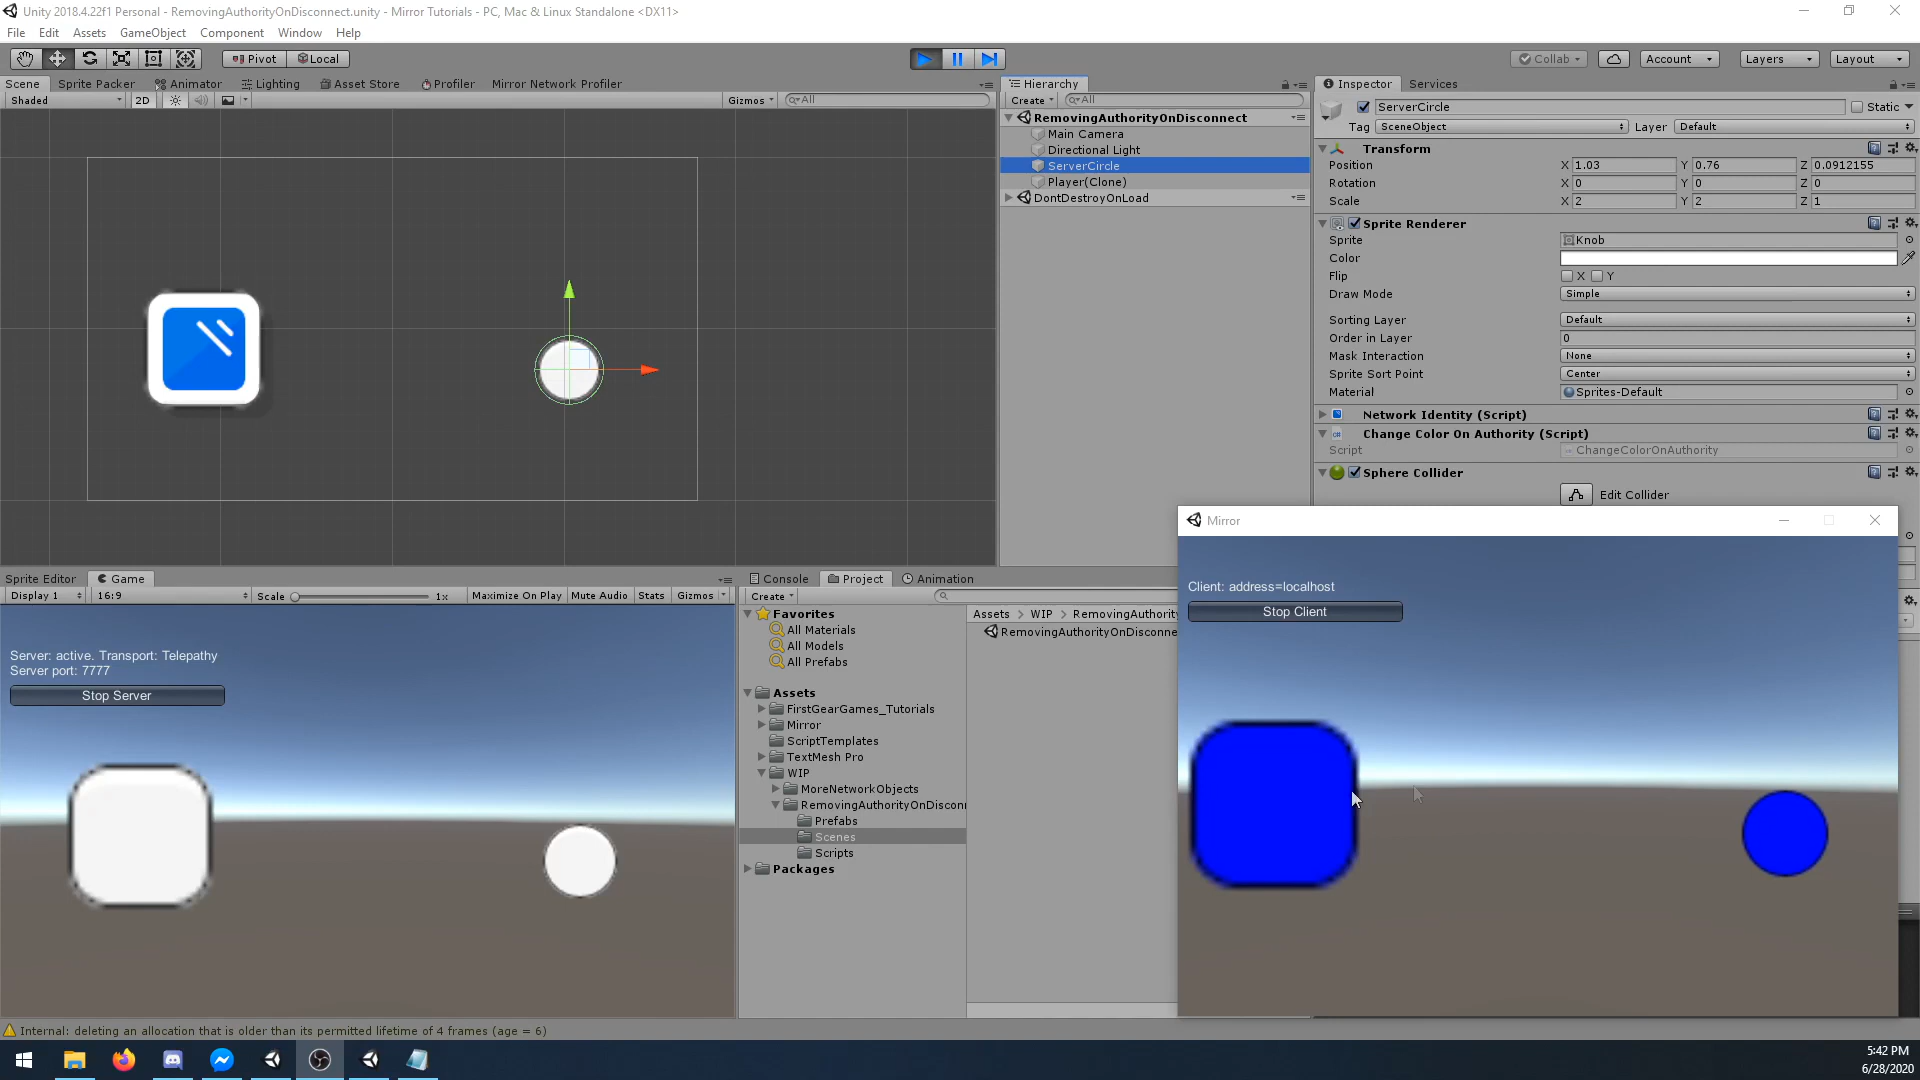 Unity 2018.4.22f1 Personal - RemovingAuthorityOnDisconnect.unity - Mirror Tutorials - PC, Mac & Linux Standalone <DX11>
File Edit Assets GameObject Component Window Help
Pivot Local Collab Account Layers Layout
Scene Sprite Packer Animator Lighting Asset Store Profiler Mirror Network Profiler
Shaded 2D Gizmos All
Hierarchy
Create All
RemovingAuthorityOnDisconnect
Main Camera
Directional Light
ServerCircle
Player(Clone)
DontDestroyOnLoad
Inspector Services
ServerCircle Static
Tag SceneObject Layer Default
Transform
Position X 1.03 Y 0.76 Z 0.0912155
Rotation X 0 Y 0 Z 0
Scale X 2 Y 2 Z 1
Sprite Renderer
Sprite Knob
Color
Flip X Y
Draw Mode Simple
Sorting Layer Default
Order in Layer 0
Mask Interaction None
Sprite Sort Point Center
Material Sprites-Default
Network Identity (Script)
Change Color On Authority (Script)
Script ChangeColorOnAuthority
Sphere Collider
Edit Collider
Sprite Editor Game
Display 1 16:9 Scale 1x Maximize On Play Mute Audio Stats Gizmos
Server: active. Transport: Telepathy
Server port: 7777
Stop Server
Console Project Animation
Create
Favorites
All Materials
All Models
All Prefabs
Assets
FirstGearGames_Tutorials
Mirror
ScriptTemplates
TextMesh Pro
WIP
MoreNetworkObjects
RemovingAuthorityOnDisconn
Prefabs
Scenes
Scripts
Packages
Assets > WIP > RemovingAuthority
RemovingAuthorityOnDisconne
Mirror
Client: address=localhost
Stop Client
Internal: deleting an allocation that is older than its permitted lifetime of 4 frames (age = 6)
5:42 PM
6/28/2020